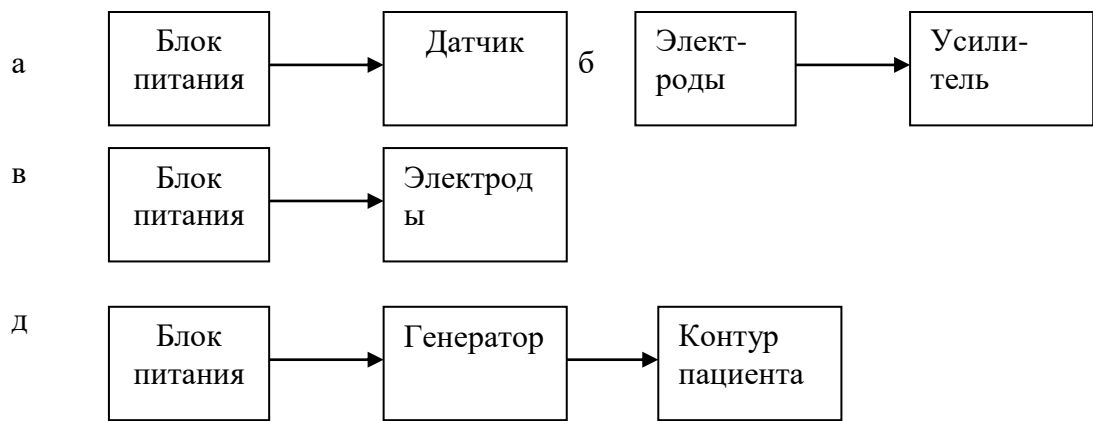 а
Блок
питания
Датчик
б
Элект-
роды
Усили-
тель
в
Блок
питания
Электрод
ы
д
Блок
питания
Генератор
Контур
пациента